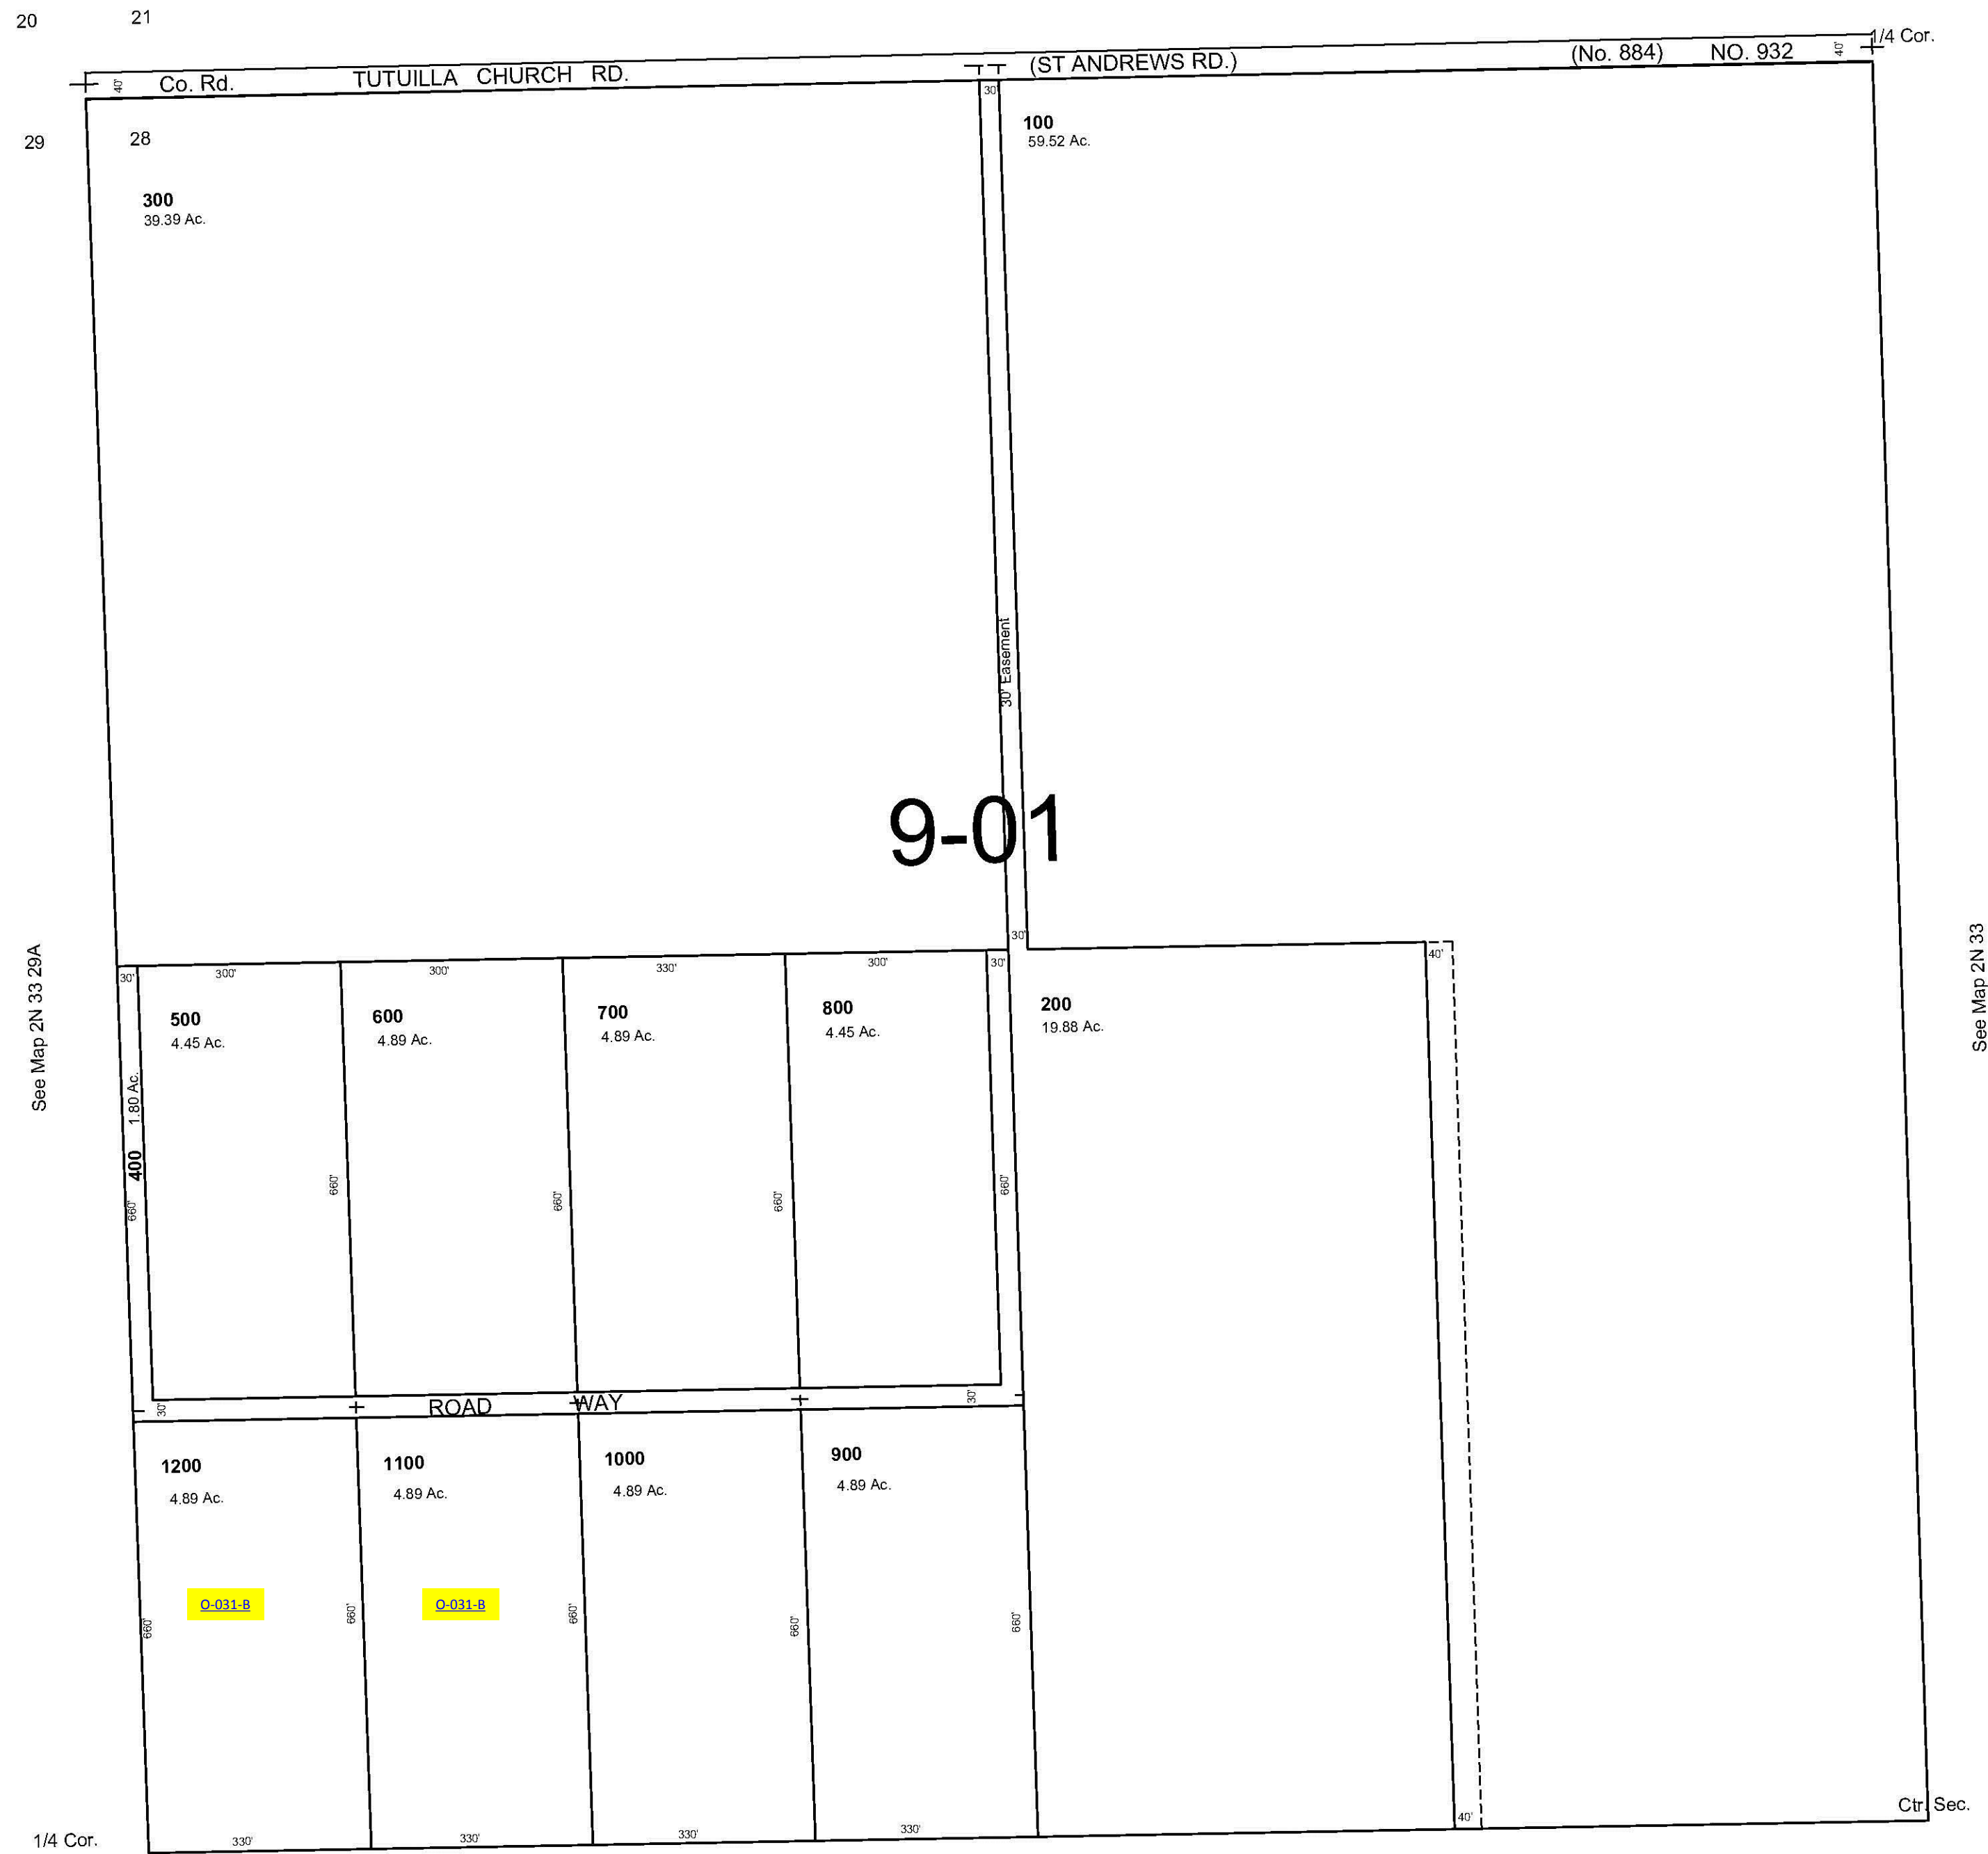 20
21
1/4 Cor.
40'
Co. Rd.
TUTUILLA CHURCH RD.
(ST ANDREWS RD.)
(No. 884)
NO. 932
40'
30'
29
28
100
59.52 Ac.
300
39.39 Ac.
30' Easement
9-01
See Map 2N 33 29A
See Map 2N 33
30'
30'
300'
300'
330'
300'
30'
40'
500
4.45 Ac.
600
4.89 Ac.
700
4.89 Ac.
800
4.45 Ac.
200
19.88 Ac.
400 1.80 Ac.
660'
660'
660'
660'
660'
30'
ROAD WAY
30'
1200
4.89 Ac.
1100
4.89 Ac.
1000
4.89 Ac.
900
4.89 Ac.
O-031-B
O-031-B
660'
660'
660'
660'
660'
1/4 Cor.
330'
330'
330'
330'
40'
Ctr. Sec.